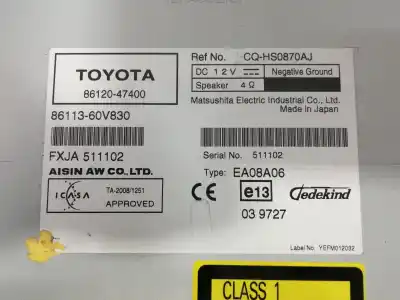 TOYOTA
86120-47400
86113-60V830
FXJA 511102
AISIN AW CO., LTD.
ICASA
TA-2008/1251
APPROVED
Ref No. CQ-HS0870AJ
DC 12V Negative Ground
Speaker 4Ω
Matsushita Electric Industrial Co., Ltd.
Made in Japan
Serial No. 511102
Type: EA08A06
CE e13 Jedekind
03 9727
Label No. YEFM012032
CLASS 1